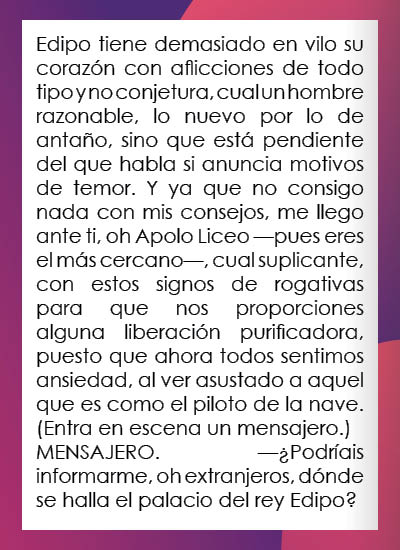 Edipo tiene demasiado en vilo su
corazón con aflicciones de todo
tipo y no conjetura, cual un hombre
razonable, lo nuevo por lo de
antaño, sino que está pendiente
del que habla si anuncia motivos
de temor. Y ya que no consigo
nada con mis consejos, me llego
ante ti, oh Apolo Liceo —pues eres
el más cercano—, cual suplicante,
con estos signos de rogativas
para que nos proporciones
alguna liberación purificadora,
puesto que ahora todos sentimos
ansiedad, al ver asustado a aquel
que es como el piloto de la nave.
(Entra en escena un mensajero.)
MENSAJERO. —¿Podríais
informarme, oh extranjeros, dónde
se halla el palacio del rey Edipo?